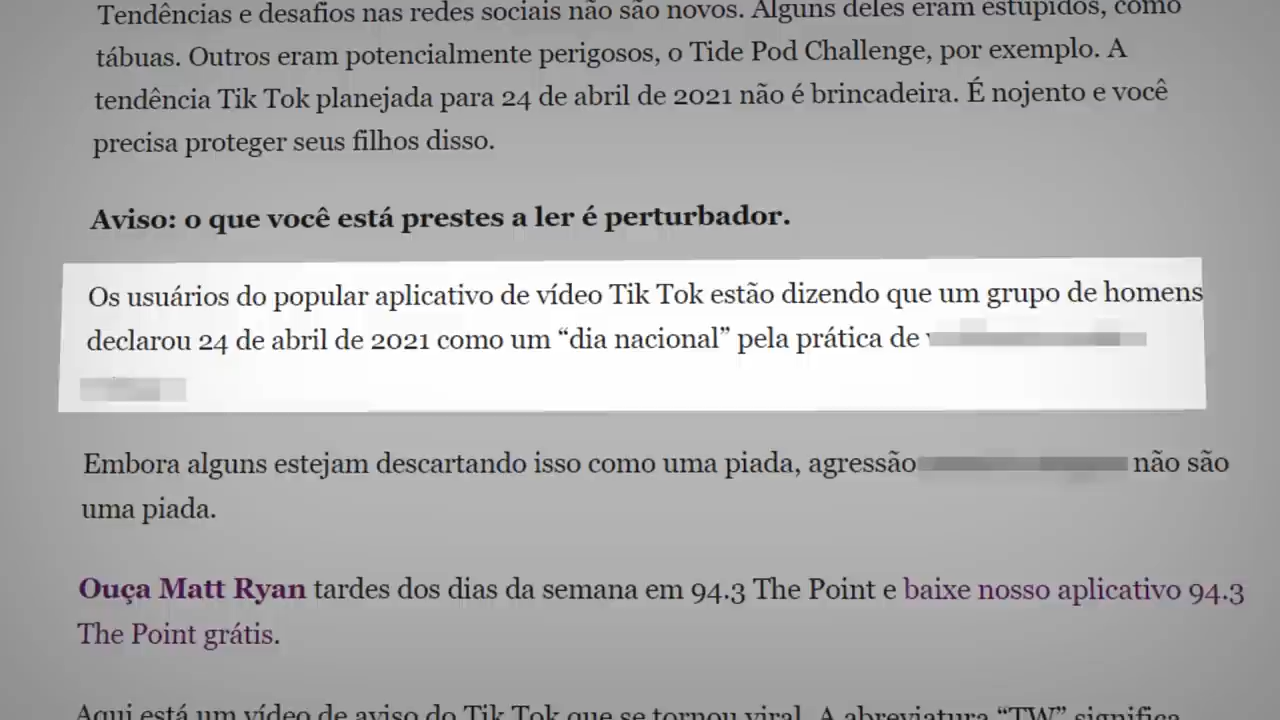 Tendências e desafios nas redes sociais não são novos. Alguns deles eram estúpidos, como
tábuas. Outros eram potencialmente perigosos, o Tide Pod Challenge, por exemplo. A
tendência Tik Tok planejada para 24 de abril de 2021 não é brincadeira. É nojento e você
precisa proteger seus filhos disso.
Aviso: o que você está prestes a ler é perturbador.
Os usuários do popular aplicativo de vídeo Tik Tok estão dizendo que um grupo de homens
declarou 24 de abril de 2021 como um “dia nacional” pela prática de
Embora alguns estejam descartando isso como uma piada, agressão não são
uma piada.
Ouça Matt Ryan tardes dos dias da semana em 94.3 The Point e baixe nosso aplicativo 94.3
The Point grátis.
Aqui está um vídeo de aviso do Tik Tok que se tornou viral. A abreviatura “TW” significa